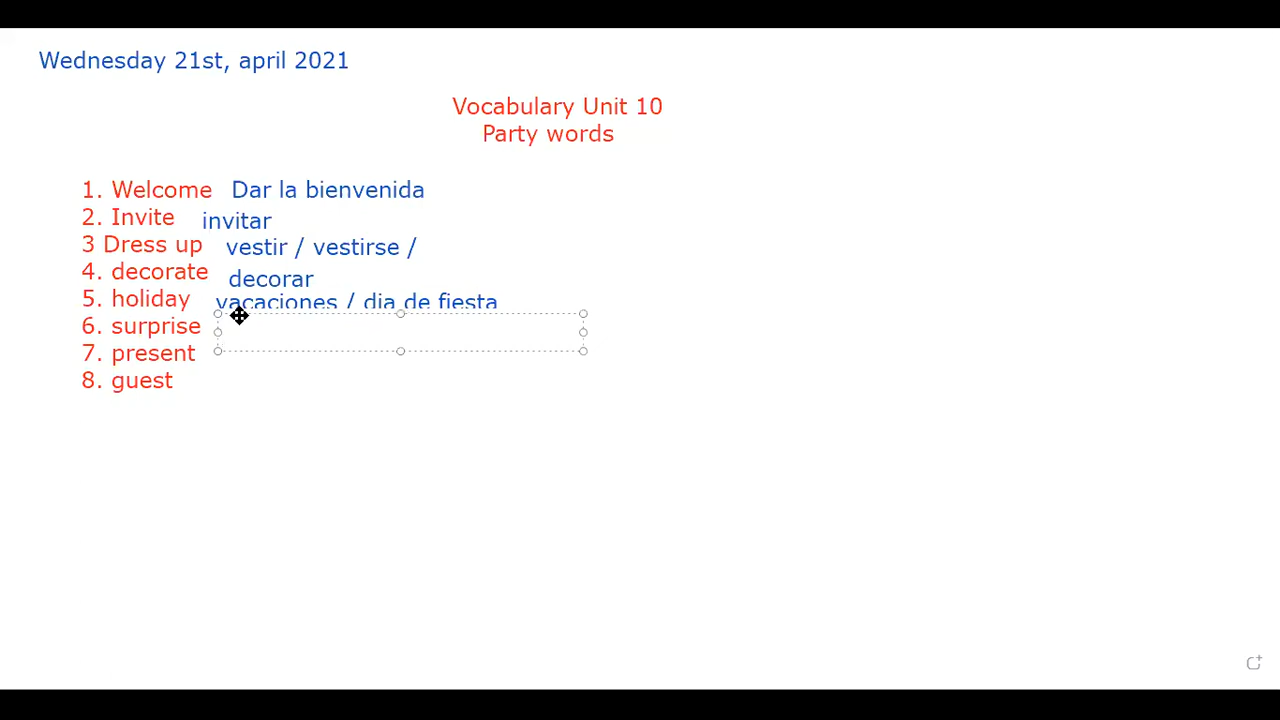 Wednesday 21st, april 2021
Vocabulary Unit 10
Party words
1. Welcome Dar la bienvenida
2. Invite invitar
3 Dress up vestir / vestirse /
4. decorate decorar
5. holiday vacaciones / dia de fiesta
6. surprise
7. present
8. guest